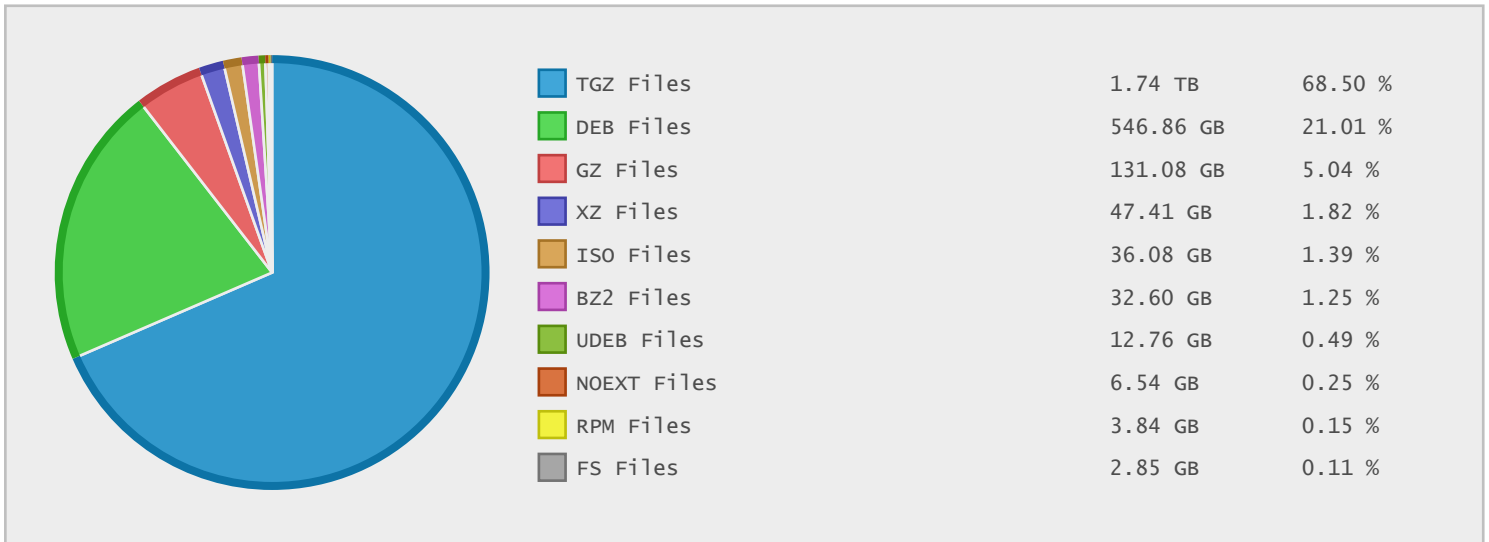 TGZ Files 1.74 TB 68.50 %
DEB Files 546.86 GB 21.01 %
GZ Files 131.08 GB 5.04 %
XZ Files 47.41 GB 1.82 %
ISO Files 36.08 GB 1.39 %
BZ2 Files 32.60 GB 1.25 %
UDEB Files 12.76 GB 0.49 %
NOEXT Files 6.54 GB 0.25 %
RPM Files 3.84 GB 0.15 %
FS Files 2.85 GB 0.11 %